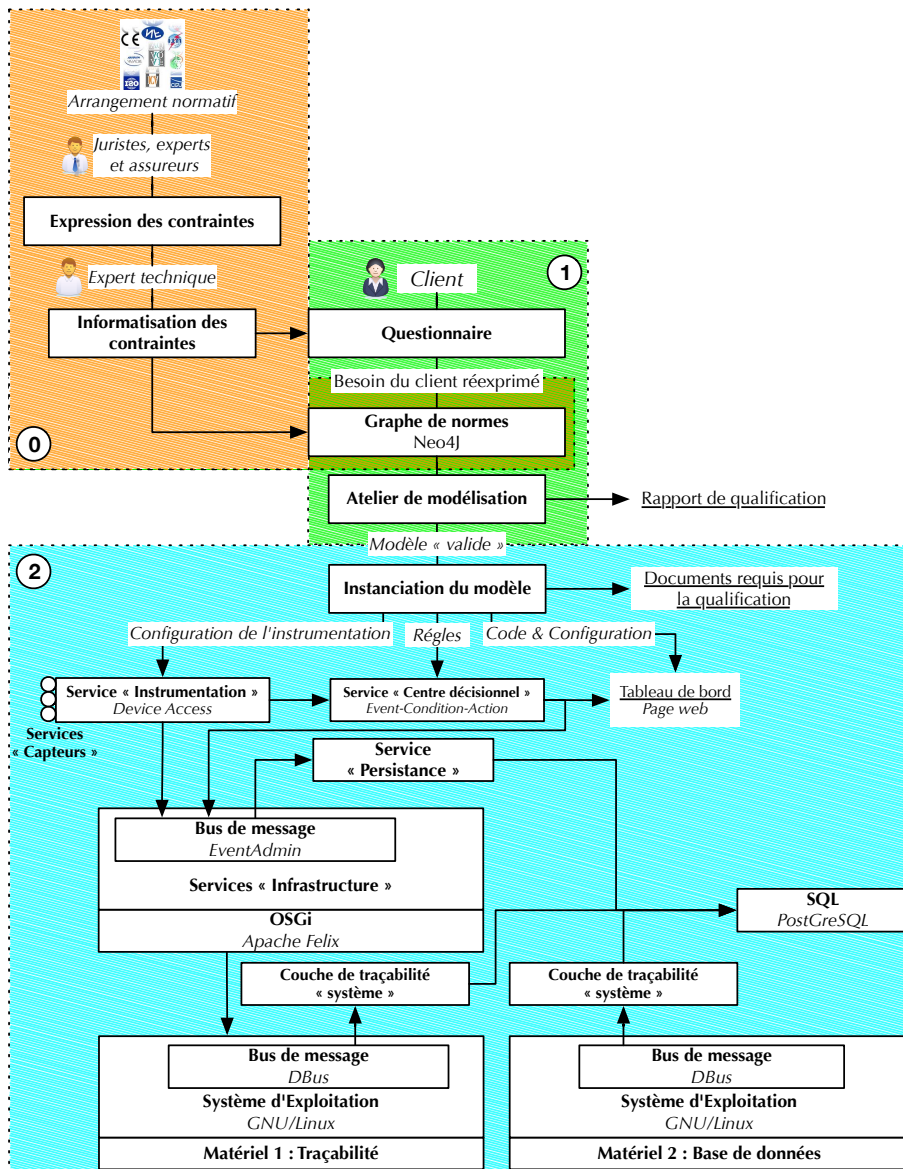 CE
ISO
Arrangement normatif
Juristes, experts
et assureurs
Expression des contraintes
Expert technique
Informatisation des
contraintes
0
1
Client
Questionnaire
Besoin du client réexprimé
Graphe de normes
Neo4J
Atelier de modélisation
Rapport de qualification
Modèle « valide »
2
Instanciation du modèle
Documents requis pour
la qualification
Configuration de l'instrumentation
Régles
Code & Configuration
Service « Instrumentation »
Device Access
Services
« Capteurs »
Service « Centre décisionnel »
Event-Condition-Action
Tableau de bord
Page web
Service
« Persistance »
Bus de message
EventAdmin
Services « Infrastructure »
OSGi
Apache Felix
SQL
PostGreSQL
Couche de traçabilité
« système »
Couche de traçabilité
« système »
Bus de message
DBus
Système d'Exploitation
GNU/Linux
Matériel 1 : Traçabilité
Bus de message
DBus
Système d'Exploitation
GNU/Linux
Matériel 2 : Base de données